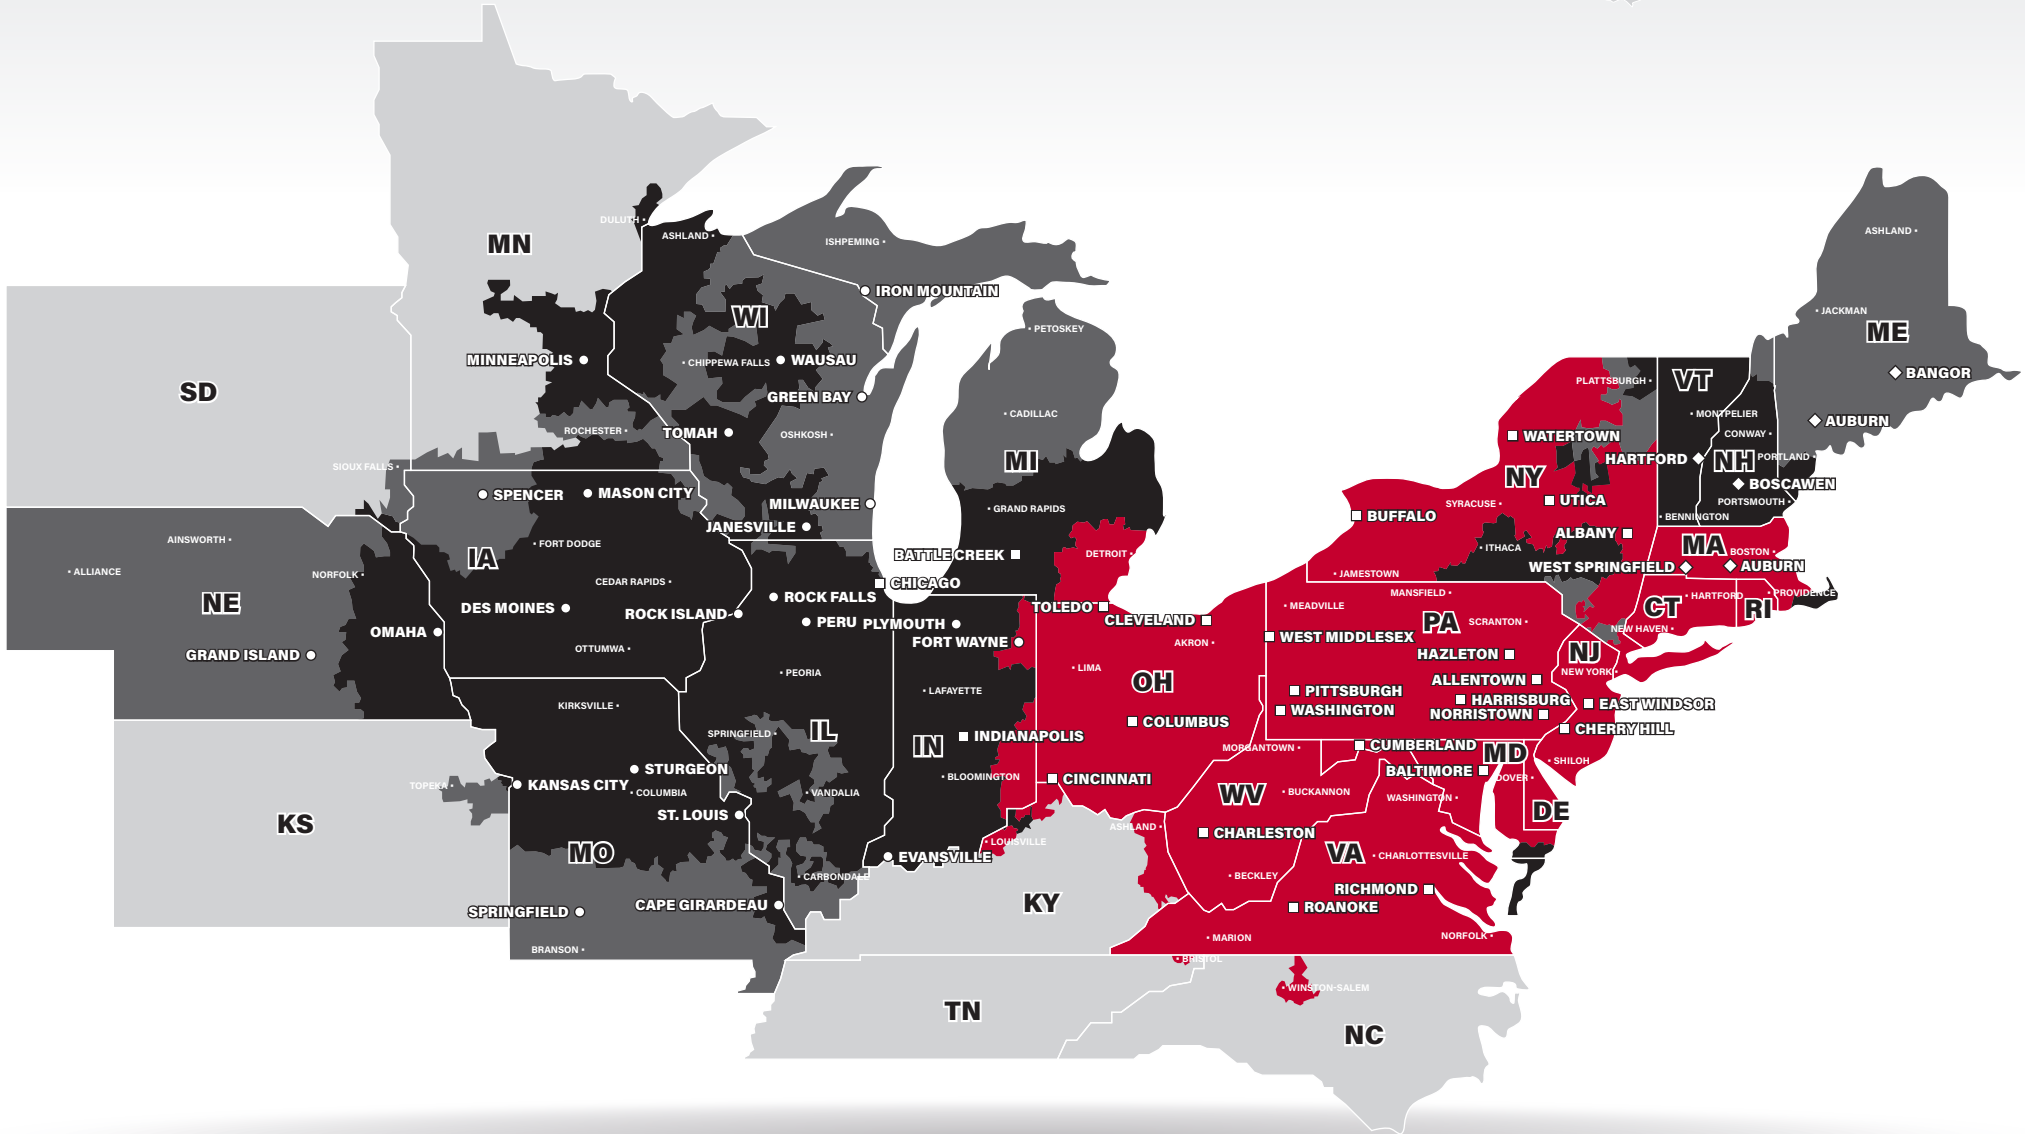 DULUTH
MN
ASHLAND
ISHPEMING
IRON MOUNTAIN
WI
PETOSKEY
MINNEAPOLIS
CHIPPEWA FALLS
WAUSAU
SD
GREEN BAY
CADILLAC
ROCHESTER
TOMAH
OSHKOSH
MI
SIOUX FALLS
SPENCER
MASON CITY
MILWAUKEE
GRAND RAPIDS
JANESVILLE
AINSWORTH
FORT DODGE
IA
BATTLE CREEK
DETROIT
ALLIANCE
NORFOLK
CEDAR RAPIDS
CHICAGO
NE
DES MOINES
ROCK ISLAND
ROCK FALLS
PERU
PLYMOUTH
TOLEDO
CLEVELAND
OMAHA
FORT WAYNE
AKRON
GRAND ISLAND
OTTUMWA
PEORIA
LIMA
OH
LAFAYETTE
KIRKSVILLE
COLUMBUS
SPRINGFIELD
IL
IN
INDIANAPOLIS
STURGEON
TOPEKA
KANSAS CITY
COLUMBIA
VANDALIA
BLOOMINGTON
CINCINNATI
KS
ST. LOUIS
MO
EVANSVILLE
LOUISVILLE
ASHLAND
CARBONDALE
SPRINGFIELD
CAPE GIRARDEAU
KY
BRANSON
TN
ASHLAND
JACKMAN
ME
BANGOR
AUBURN
PLATTSBURGH
VT
MONTPELIER
CONWAY
WATERTOWN
HARTFORD
NH
PORTLAND
NY
BOSCAWEN
UTICA
PORTSMOUTH
SYRACUSE
BUFFALO
BENNINGTON
ALBANY
MA
BOSTON
ITHACA
WEST SPRINGFIELD
AUBURN
JAMESTOWN
MANSFIELD
HARTFORD
PROVIDENCE
MEADVILLE
CT
RI
PA
SCRANTON
NEW HAVEN
WEST MIDDLESEX
HAZLETON
NJ
NEW YORK
ALLENTOWN
PITTSBURGH
HARRISBURG
EAST WINDSOR
WASHINGTON
NORRISTOWN
CHERRY HILL
MORGANTOWN
CUMBERLAND
MD
SHILOH
BALTIMORE
DOVER
WV
BUCKANNON
WASHINGTON
DE
CHARLESTON
VA
CHARLOTTESVILLE
BECKLEY
RICHMOND
ROANOKE
MARION
NORFOLK
BRISTOL
WINSTON-SALEM
NC